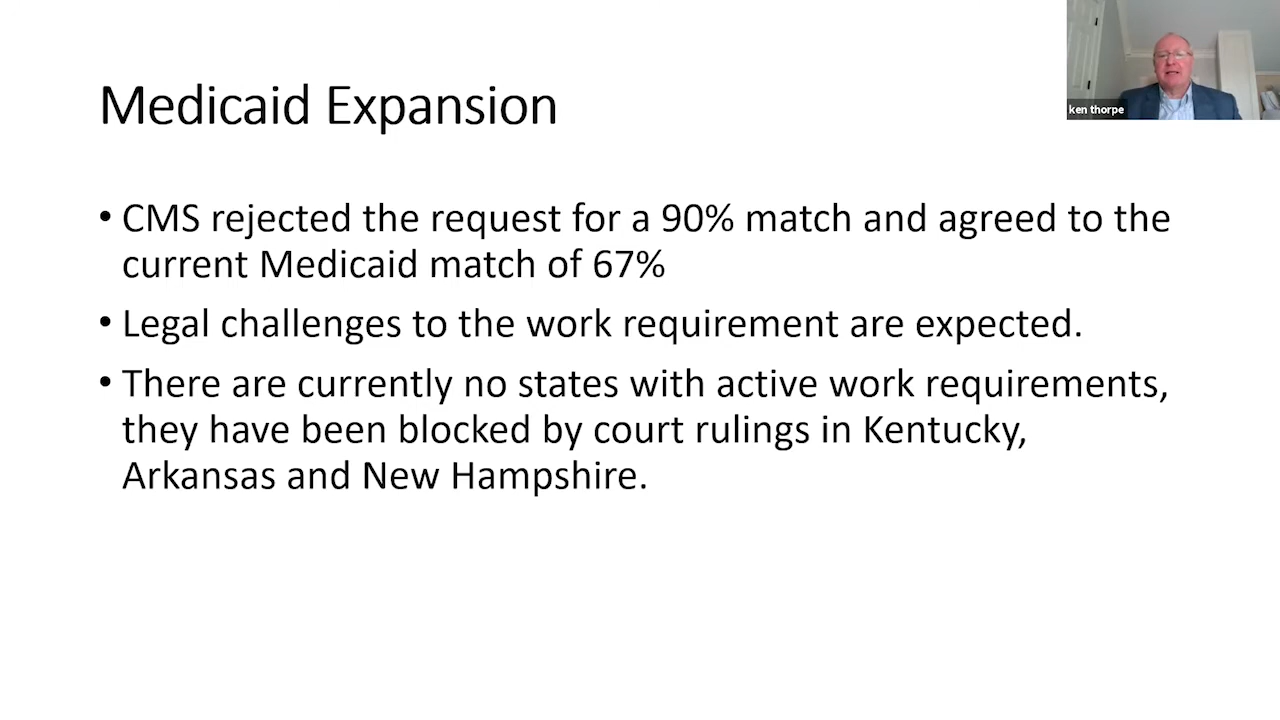 ken thorpe
Medicaid Expansion
• CMS rejected the request for a 90% match and agreed to the
current Medicaid match of 67%
• Legal challenges to the work requirement are expected.
• There are currently no states with active work requirements,
they have been blocked by court rulings in Kentucky,
Arkansas and New Hampshire.